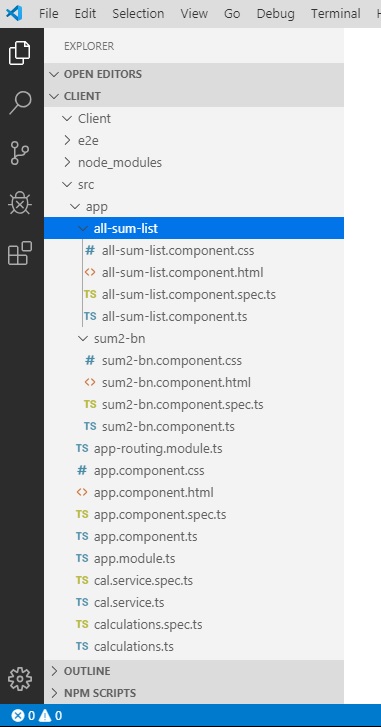 File Edit Selection View Go Debug Terminal H
EXPLORER
OPEN EDITORS
CLIENT
Client
e2e
node_modules
src
app
all-sum-list
# all-sum-list.component.css
<> all-sum-list.component.html
TS all-sum-list.component.spec.ts
TS all-sum-list.component.ts
sum2-bn
# sum2-bn.component.css
<> sum2-bn.component.html
TS sum2-bn.component.spec.ts
TS sum2-bn.component.ts
TS app-routing.module.ts
# app.component.css
<> app.component.html
TS app.component.spec.ts
TS app.component.ts
TS app.module.ts
TS cal.service.spec.ts
TS cal.service.ts
TS calculations.spec.ts
TS calculations.ts
OUTLINE
NPM SCRIPTS
0 0